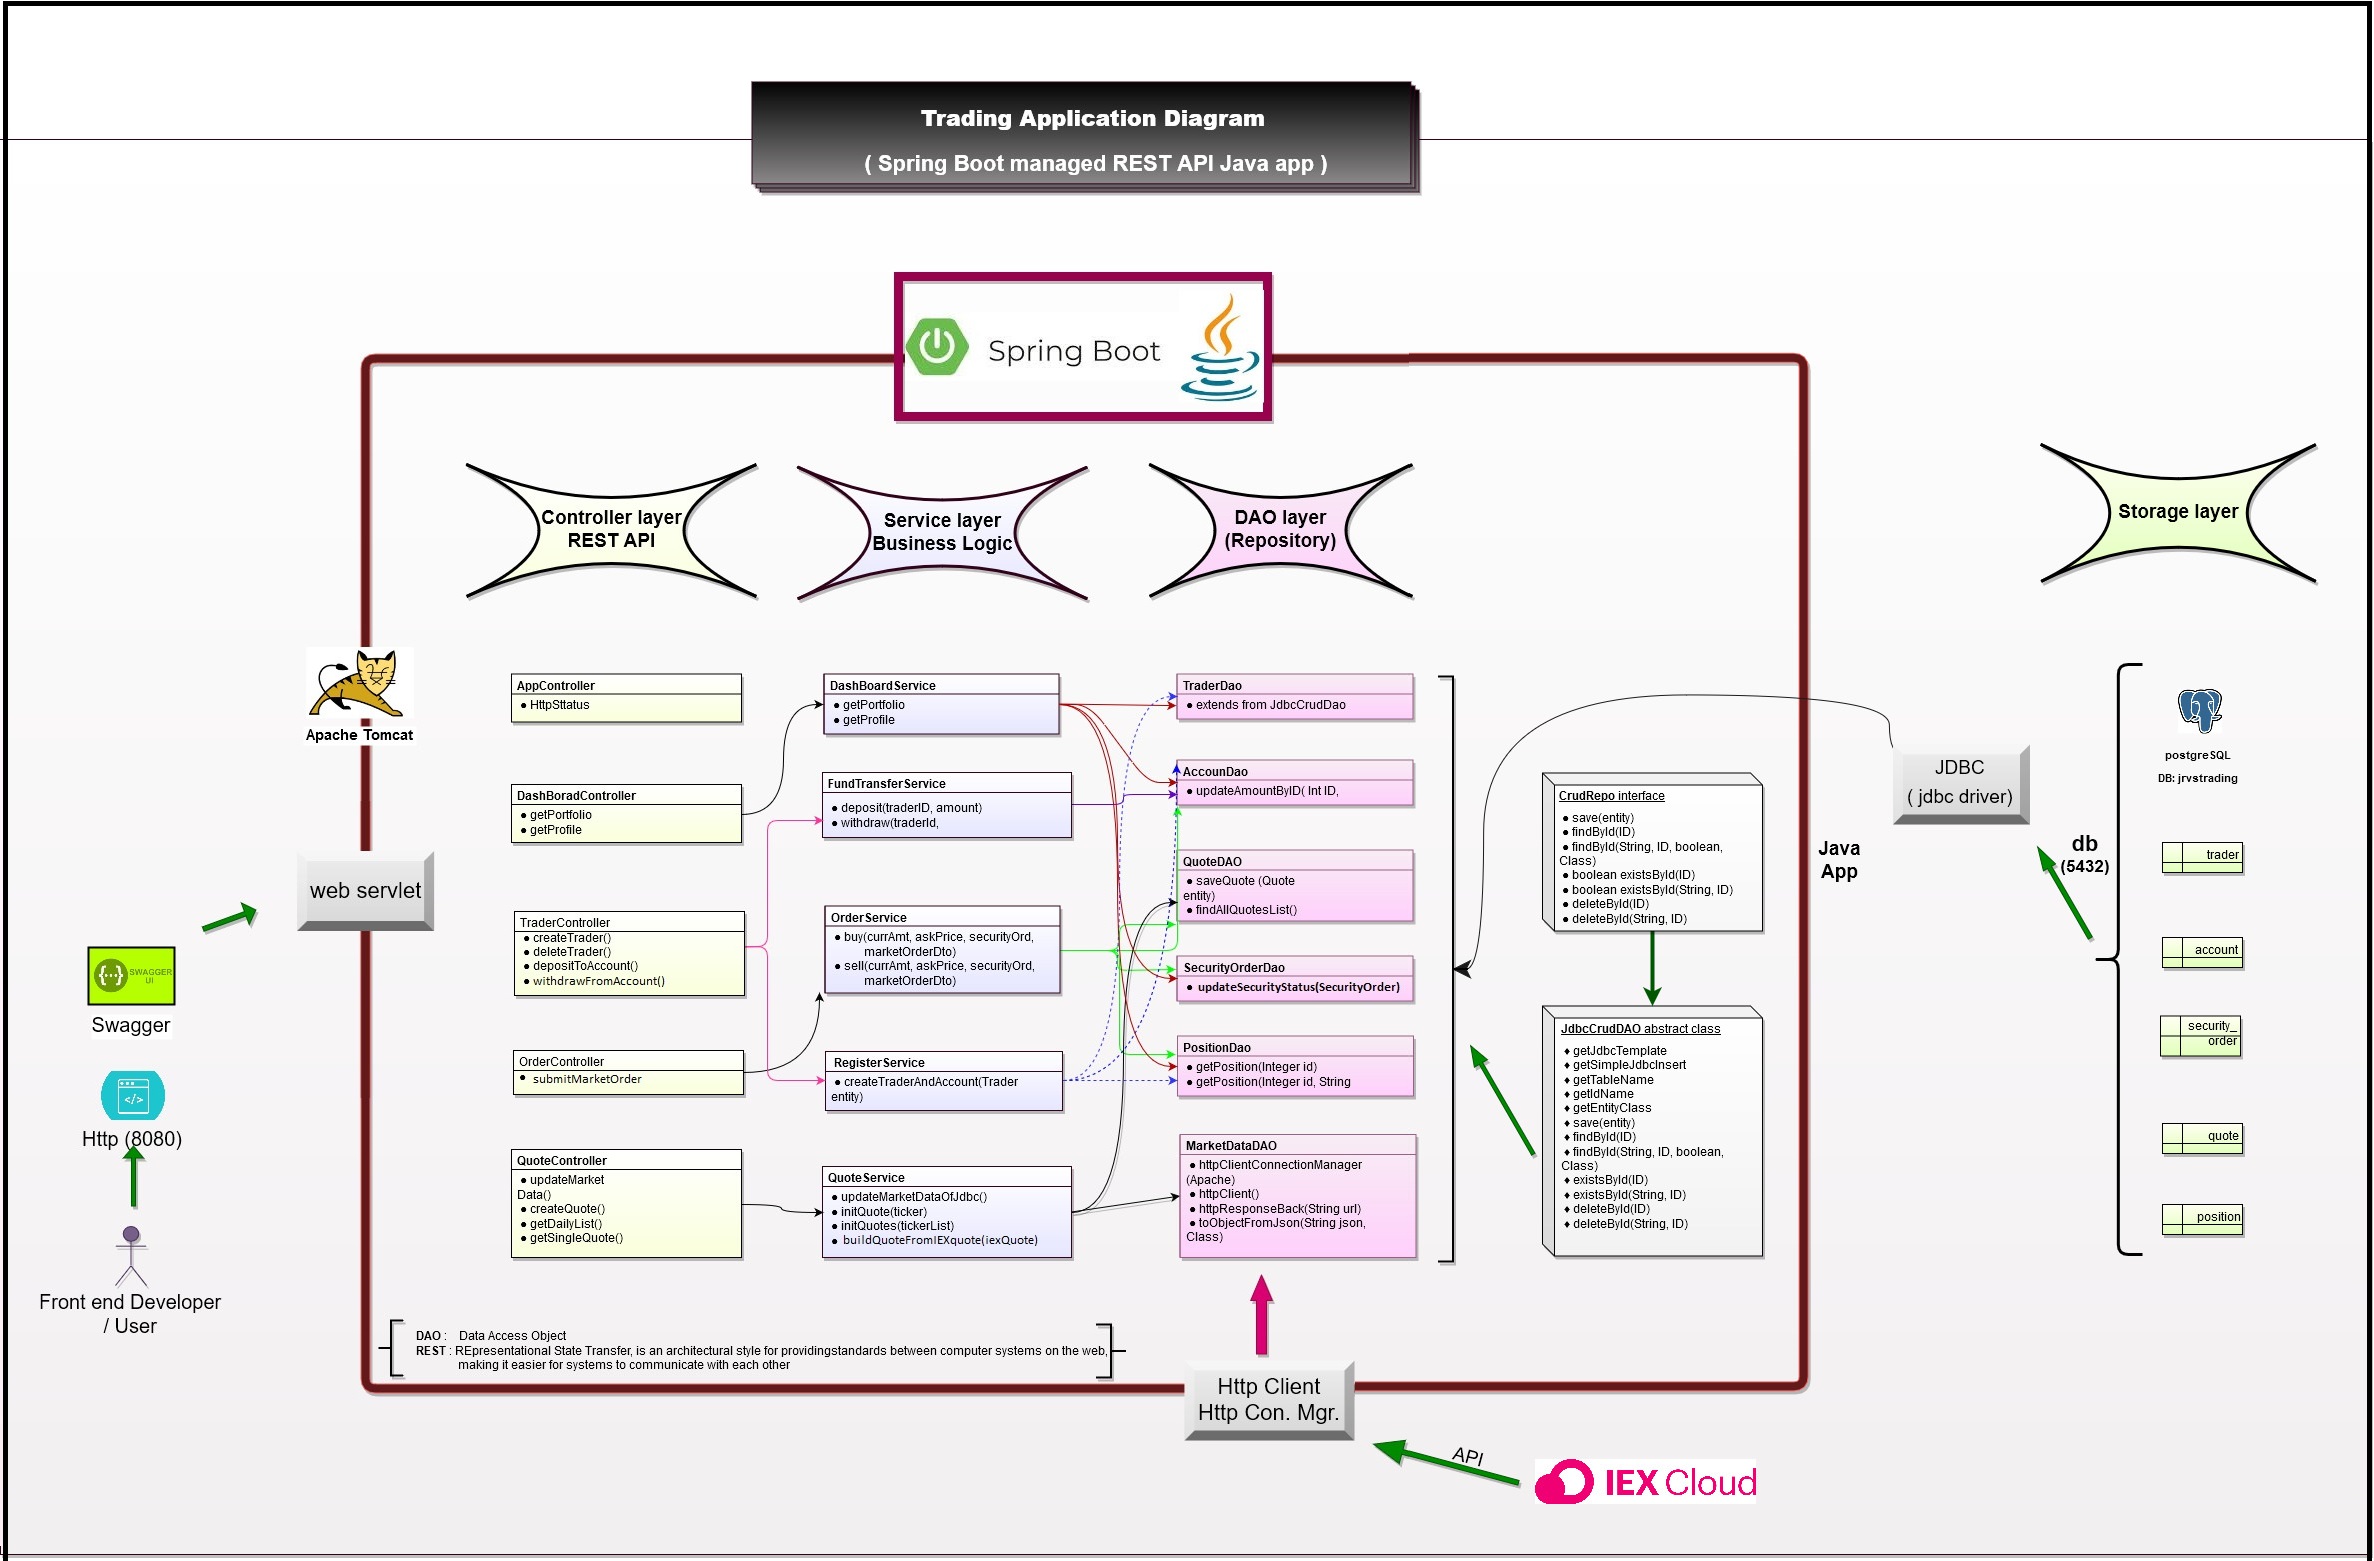 Trading Application Diagram
( Spring Boot managed REST API Java app )
Spring Boot
Controller layer
REST API
Service layer
Business Logic
DAO layer
(Repository)
Storage layer
Apache Tomcat
web servlet
SWAGGER
UI
Swagger
</>
Http (8080)
Front end Developer
/ User
AppController
● HttpSttatus
DashBoradController
● getPortfolio
● getProfile
TraderController
● createTrader()
● deleteTrader()
● depositToAccount()
● withdrawFromAccount()
OrderController
● submitMarketOrder
QuoteController
● updateMarket
Data()
● createQuote()
● getDailyList()
● getSingleQuote()
DashBoardService
● getPortfolio
● getProfile
FundTransferService
● deposit(traderID, amount)
● withdraw(traderId,
OrderService
● buy(currAmt, askPrice, securityOrd,
marketOrderDto)
● sell(currAmt, askPrice, securityOrd,
marketOrderDto)
RegisterService
● createTraderAndAccount(Trader
entity)
QuoteService
● updateMarketDataOfJdbc()
● initQuote(ticker)
● initQuotes(tickerList)
● buildQuoteFromIEXquote(iexQuote)
TraderDao
● extends from JdbcCrudDao
AccounDao
● updateAmountByID( Int ID,
QuoteDAO
● saveQuote (Quote
entity)
● findAllQuotesList()
SecurityOrderDao
● updateSecurityStatus(SecurityOrder)
PositionDao
● getPosition(Integer id)
● getPosition(Integer id, String
MarketDataDAO
● httpClientConnectionManager
(Apache)
● httpClient()
● httpResponseBack(String url)
● toObjectFromJson(String json,
Class)
CrudRepo interface
● save(entity)
● findById(ID)
● findById(String, ID, boolean,
Class)
● boolean existsById(ID)
● boolean existsById(String, ID)
● deleteById(ID)
● deleteById(String, ID)
JdbcCrudDAO abstract class
♦ getJdbcTemplate
♦ getSimpleJdbcInsert
♦ getTableName
♦ getIdName
♦ getEntityClass
♦ save(entity)
♦ findById(ID)
♦ findById(String, ID, boolean,
Class)
♦ existsById(ID)
♦ existsById(String, ID)
♦ deleteById(ID)
♦ deleteById(String, ID)
Java
App
JDBC
( jdbc driver)
db
(5432)
postgreSQL
DB: jrvstrading
trader
account
security_
order
quote
position
DAO : Data Access Object
REST : REpresentational State Transfer, is an architectural style for providingstandards between computer systems on the web,
making it easier for systems to communicate with each other
Http Client
Http Con. Mgr.
API
IEX Cloud